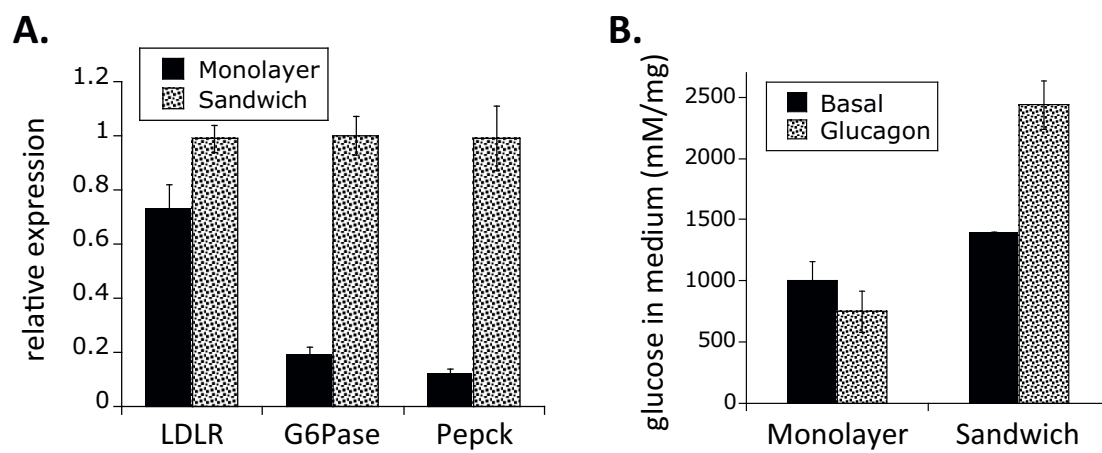 A.
Monolayer
Sandwich
relative expression
1.2
1
0.8
0.6
0.4
0.2
0
LDLR
G6Pase
Pepck
B.
Basal
Glucagon
glucose in medium (mM/mg)
2500
2000
1500
1000
500
0
Monolayer
Sandwich